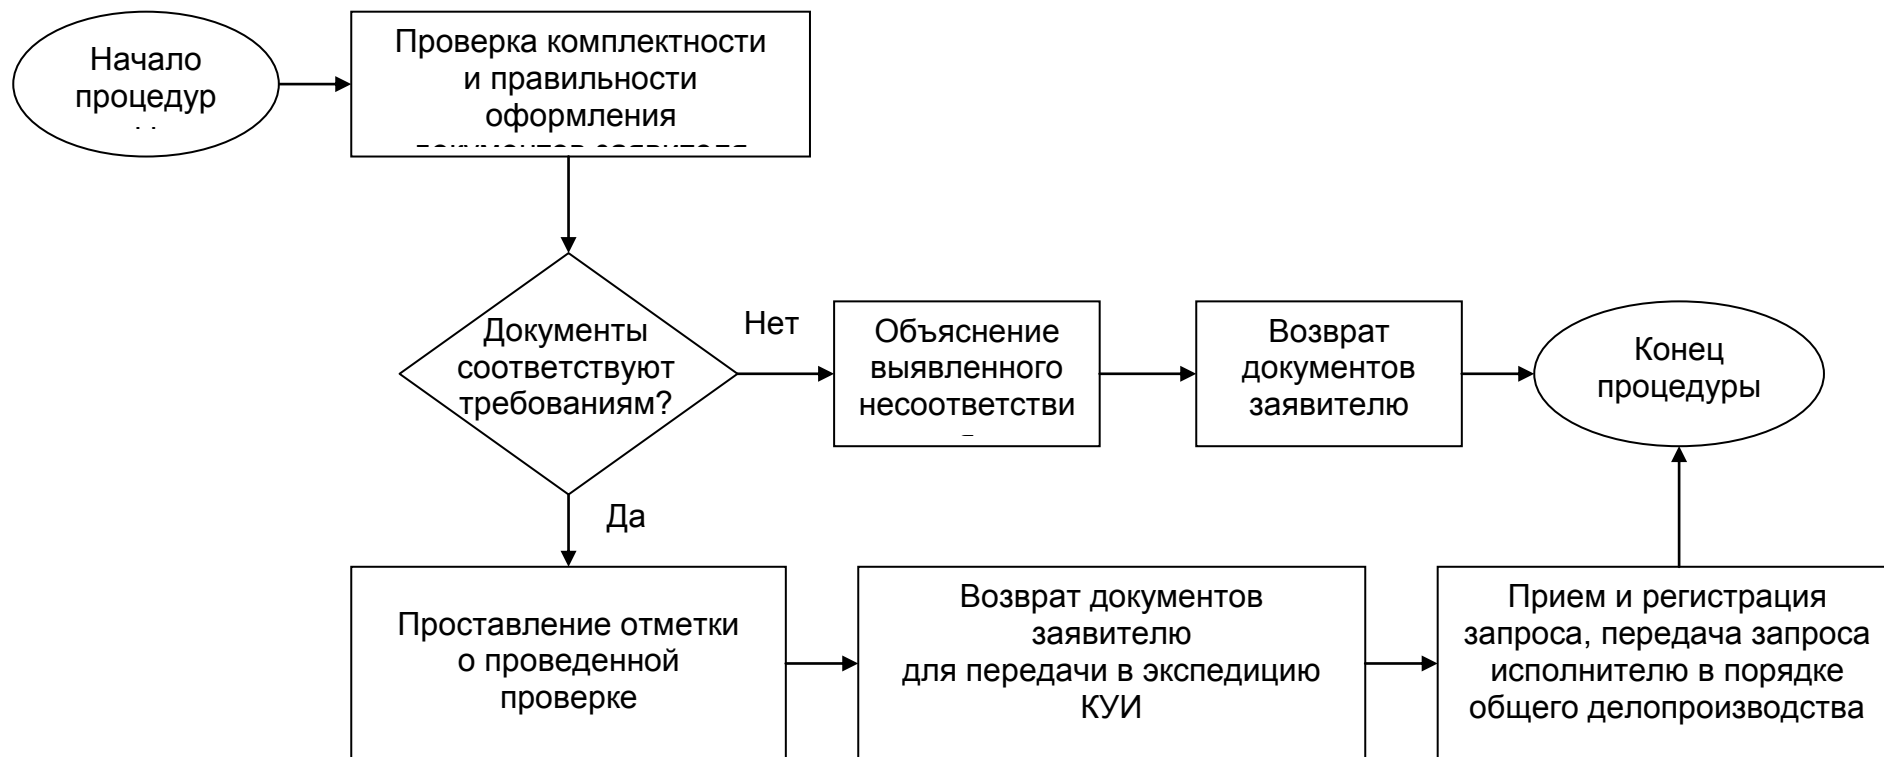 Начало
процедур
Проверка комплектности
и правильности
оформления
документов заявителя
Документы
соответствуют
требованиям?
Нет
Объяснение
выявленного
несоответстви
Возврат
документов
заявителю
Конец
процедуры
Да
Проставление отметки
о проведенной
проверке
Возврат документов
заявителю
для передачи в экспедицию
КУИ
Прием и регистрация
запроса, передача запроса
исполнителю в порядке
общего делопроизводства